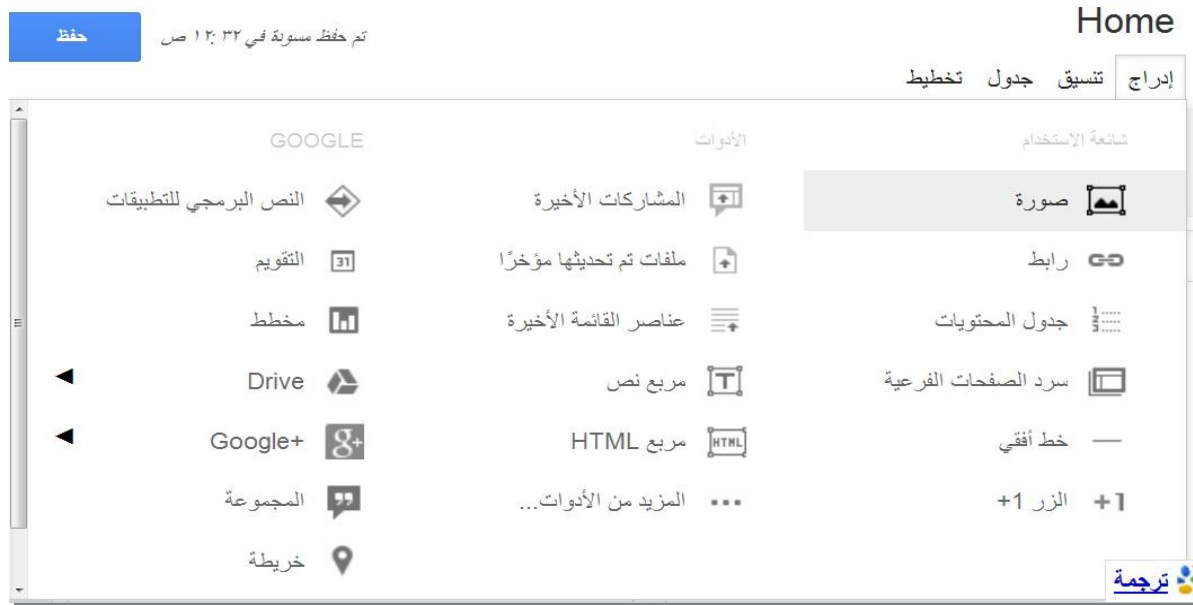 Home
تم حفظ مسودة في ١٢:٣٢ ص
حفظ
إدراج تنسيق جدول تخطيط
شائعة الاستخدام
صورة
رابط
جدول المحتويات
سرد الصفحات الفرعية
خط أفقي
الزر 1+
الأدوات
المشاركات الأخيرة
ملفات تم تحديثها مؤخرًا
عناصر القائمة الأخيرة
مربع نص
مربع HTML
المزيد من الأدوات...
GOOGLE
النص البرمجي للتطبيقات
التقويم
مخطط
Drive
Google+
المجموعة
خريطة
ترجمة